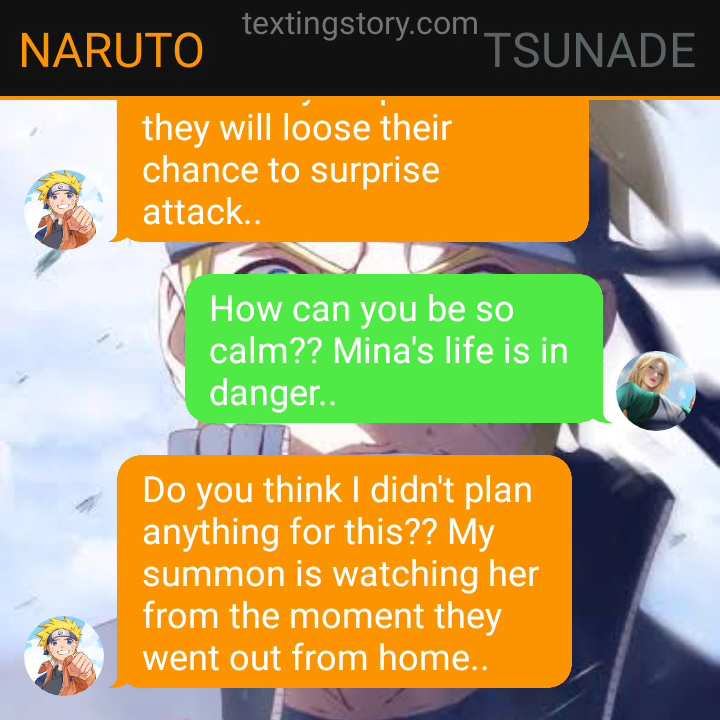 textingstory.com
NARUTO
TSUNADE
they will loose their
chance to surprise
attack..
How can you be so
calm?? Mina's life is in
danger..
Do you think I didn't plan
anything for this?? My
summon is watching her
from the moment they
went out from home..